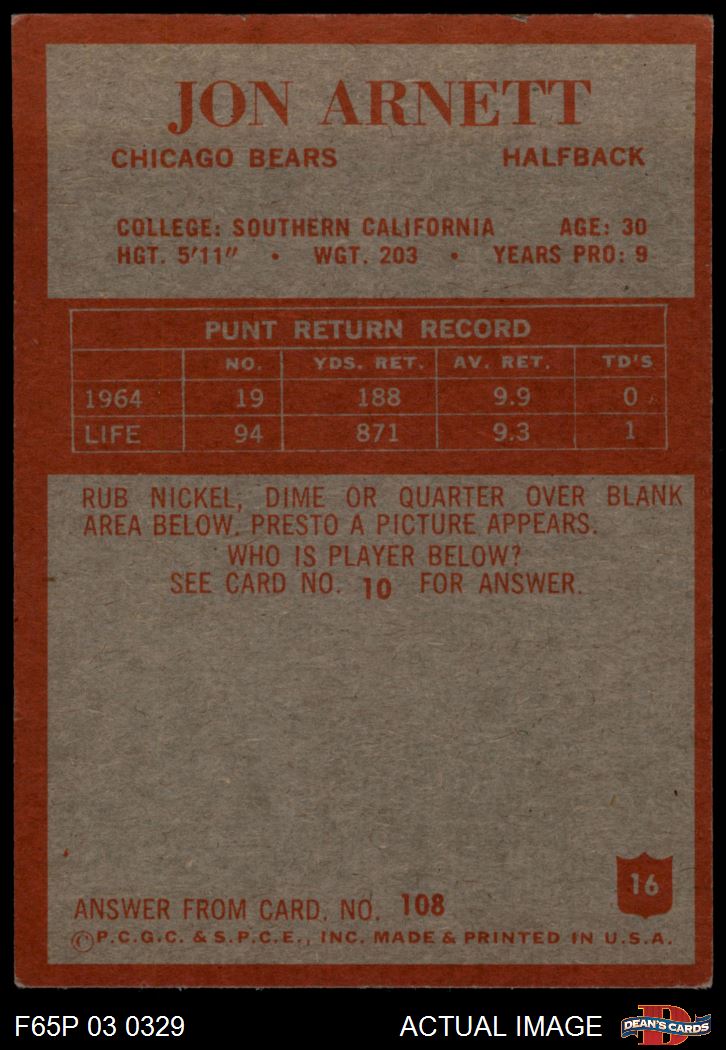 JON ARNETT
CHICAGO BEARS HALFBACK
COLLEGE: SOUTHERN CALIFORNIA AGE: 30
HGT. 5'11" • WGT. 203 • YEARS PRO: 9
PUNT RETURN RECORD
NO. YDS. RET. AV. RET. TD'S
1964 19 188 9.9 0
LIFE 94 871 9.3 1
RUB NICKEL, DIME OR QUARTER OVER BLANK
AREA BELOW. PRESTO A PICTURE APPEARS.
WHO IS PLAYER BELOW?
SEE CARD NO. 10 FOR ANSWER.
16
ANSWER FROM CARD. NO. 108
©P.C.G.C. & S.P.C.E., INC. MADE & PRINTED IN U.S.A.
F65P 03 0329 ACTUAL IMAGE
D
DEAN'S CARDS